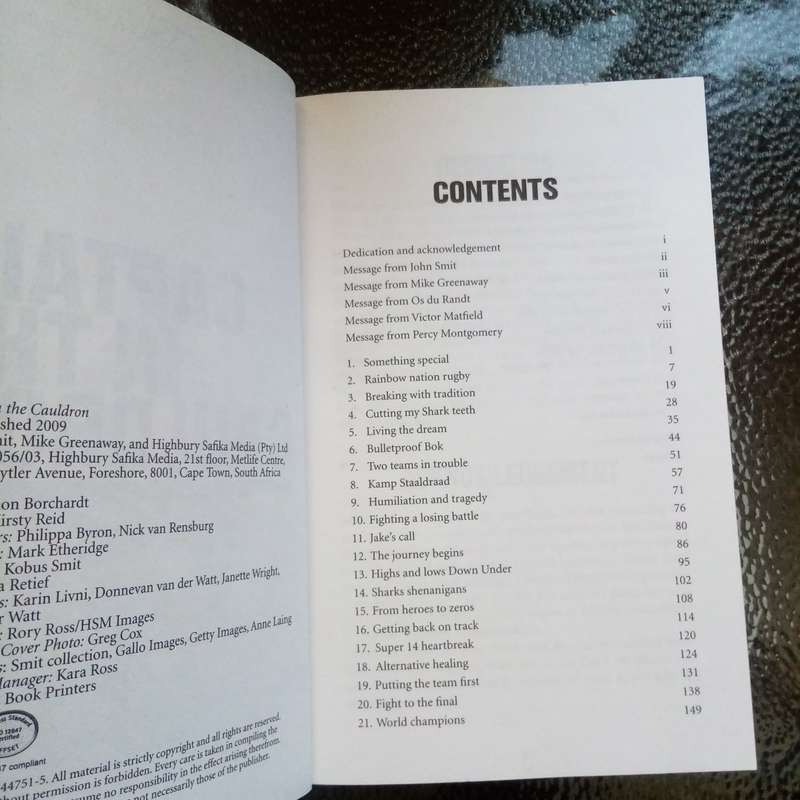 the Cauldron
2009
Mike Greenaway, and Highbury Safika Media (Pty) Ltd
056/03, Highbury Safika Media, 21st floor, Metlife Centre,
Avenue, Foreshore, 8001, Cape Town, South Africa
Borchardt
Reid
Philippa Byron, Nick van Rensburg
Mark Etheridge
Kobus Smit
Retief
Karin Livni, Donnevan van der Watt, Janette Wright,
Watt
Rory Ross/HSM Images
Cover Photo: Greg Cox
Smit collection, Gallo Images, Getty Images, Anne Laing
Manager: Kara Ross
Book Printers
compliant
44751-5. All material is strictly copyright and all rights are reserved.
without permission is forbidden. Every care is taken in compiling the
no responsibility in the effect arising therefrom.
not necessarily those of the publisher.
CONTENTS
Dedication and acknowledgement i
Message from John Smit ii
Message from Mike Greenaway iii
Message from Os du Randt v
Message from Victor Matfield vi
Message from Percy Montgomery viii
1. Something special 1
2. Rainbow nation rugby 7
3. Breaking with tradition 19
4. Cutting my Shark teeth 28
5. Living the dream 35
6. Bulletproof Bok 44
7. Two teams in trouble 51
8. Kamp Staaldraad 57
9. Humiliation and tragedy 71
10. Fighting a losing battle 76
11. Jake's call 80
12. The journey begins 86
13. Highs and lows Down Under 95
14. Sharks shenanigans 102
15. From heroes to zeros 108
16. Getting back on track 114
17. Super 14 heartbreak 120
18. Alternative healing 124
19. Putting the team first 131
20. Fight to the final 138
21. World champions 149